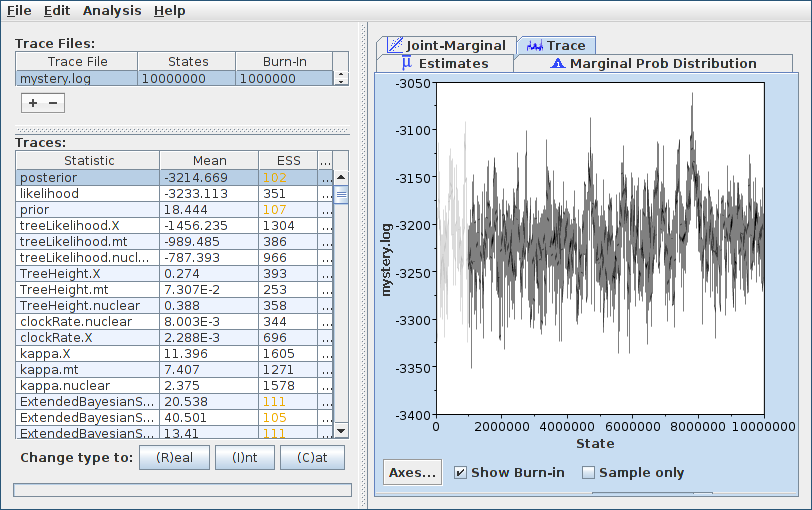 File Edit Analysis Help
Trace Files:
Trace File States Burn-In
mystery.log 10000000 1000000
+ −
Traces:
Statistic Mean ESS ...
posterior -3214.669 102 ...
likelihood -3233.113 351 ...
prior 18.444 107 ...
treeLikelihood.X -1456.235 1304 ...
treeLikelihood.mt -989.485 386 ...
treeLikelihood.nucl... -787.393 966 ...
TreeHeight.X 0.274 393 ...
TreeHeight.mt 7.307E-2 253 ...
TreeHeight.nuclear 0.388 358 ...
clockRate.nuclear 8.003E-3 344 ...
clockRate.X 2.288E-3 696 ...
kappa.X 11.396 1605 ...
kappa.mt 7.407 1271 ...
kappa.nuclear 2.375 1578 ...
ExtendedBayesianS... 20.538 111 ...
ExtendedBayesianS... 40.501 105 ...
ExtendedBayesianS... 13.41 111 ...
Change type to: (R)eal (I)nt (C)at
Joint-Marginal Trace
μ Estimates Marginal Prob Distribution
-3050
-3100
-3150
-3200
-3250
-3300
-3350
-3400
mystery.log
0 2000000 4000000 6000000 8000000 10000000
State
Axes... Show Burn-in Sample only